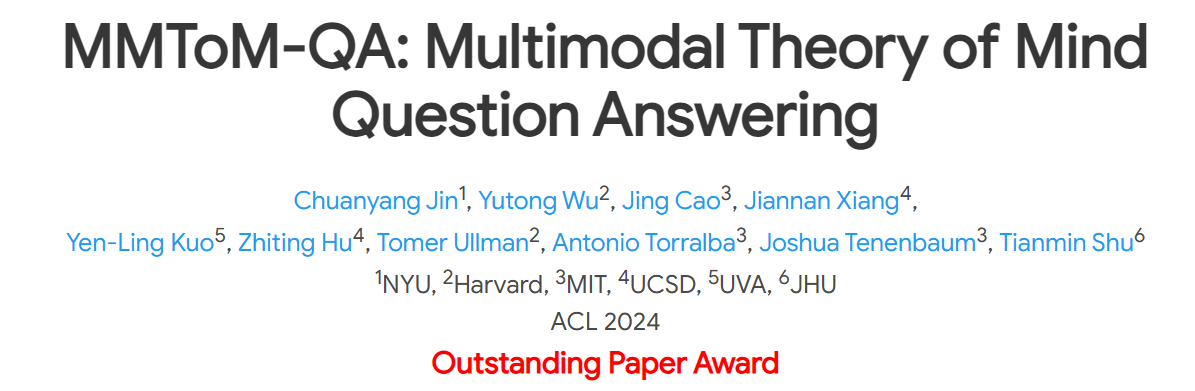 MMToM-QA: Multimodal Theory of Mind
Question Answering
Chuanyang Jin¹, Yutong Wu², Jing Cao³, Jiannan Xiang⁴,
Yen-Ling Kuo⁵, Zhiting Hu⁴, Tomer Ullman², Antonio Torralba³, Joshua Tenenbaum³, Tianmin Shu⁶
¹NYU, ²Harvard, ³MIT, ⁴UCSD, ⁵UVA, ⁶JHU
ACL 2024
Outstanding Paper Award